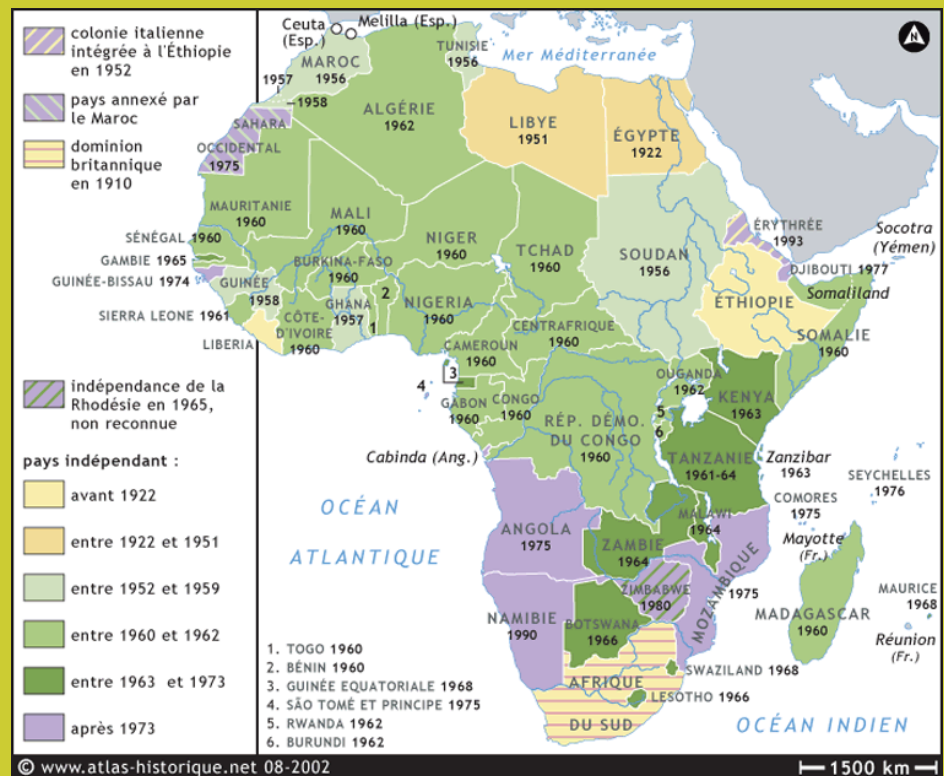 colonie italienne
intégrée à l'Éthiopie
en 1952
pays annexé par
le Maroc
dominion
britannique
en 1910
indépendance de la
Rhodésie en 1965,
non reconnue
pays indépendant :
avant 1922
entre 1922 et 1951
entre 1952 et 1959
entre 1960 et 1962
entre 1963 et 1973
après 1973
Ceuta
(Esp.)
Melilla (Esp.)
Mer Méditerranée
MAROC
1956
TUNISIE
1956
1957
1958
ALGÉRIE
1962
LIBYE
1951
ÉGYPTE
1922
SAHARA
OCCIDENTAL
1975
MAURITANIE
1960
MALI
1960
NIGER
1960
TCHAD
1960
SOUDAN
1956
ÉRYTHRÉE
1993
Socotra
(Yémen)
SÉNÉGAL 1960
GAMBIE 1965
GUINÉE-BISSAU 1974
GUINÉE
1958
BURKINA-FASO
1960
DJIBOUTI 1977
Somaliland
ÉTHIOPIE
SOMALIE
1960
SIERRA LEONE 1961
LIBERIA
CÔTE-
D'IVOIRE
1960
GHANA
1957
1
2
NIGERIA
1960
CENTRAFRIQUE
1960
CAMEROUN
1960
3
4
GABON
1960
CONGO
1960
RÉP. DÉMO.
DU CONGO
1960
OUGANDA
1962
KENYA
1963
5
6
TANZANIE
1961-64
Zanzibar
1963
SEYCHELLES
1976
Cabinda (Ang.)
COMORES
1975
Mayotte
(Fr.)
OCÉAN
ATLANTIQUE
ANGOLA
1975
ZAMBIE
1964
MALAWI
1964
MOZAMBIQUE
1975
ZIMBABWE
1980
NAMIBIE
1990
BOTSWANA
1966
MADAGASCAR
1960
MAURICE
1968
Réunion
(Fr.)
AFRIQUE
DU SUD
SWAZILAND 1968
LESOTHO 1966
OCÉAN INDIEN
1. TOGO 1960
2. BÉNIN 1960
3. GUINÉE EQUATORIALE 1968
4. SÃO TOMÉ ET PRINCIPE 1975
5. RWANDA 1962
6. BURUNDI 1962
© www.atlas-historique.net 08-2002
1500 km
N